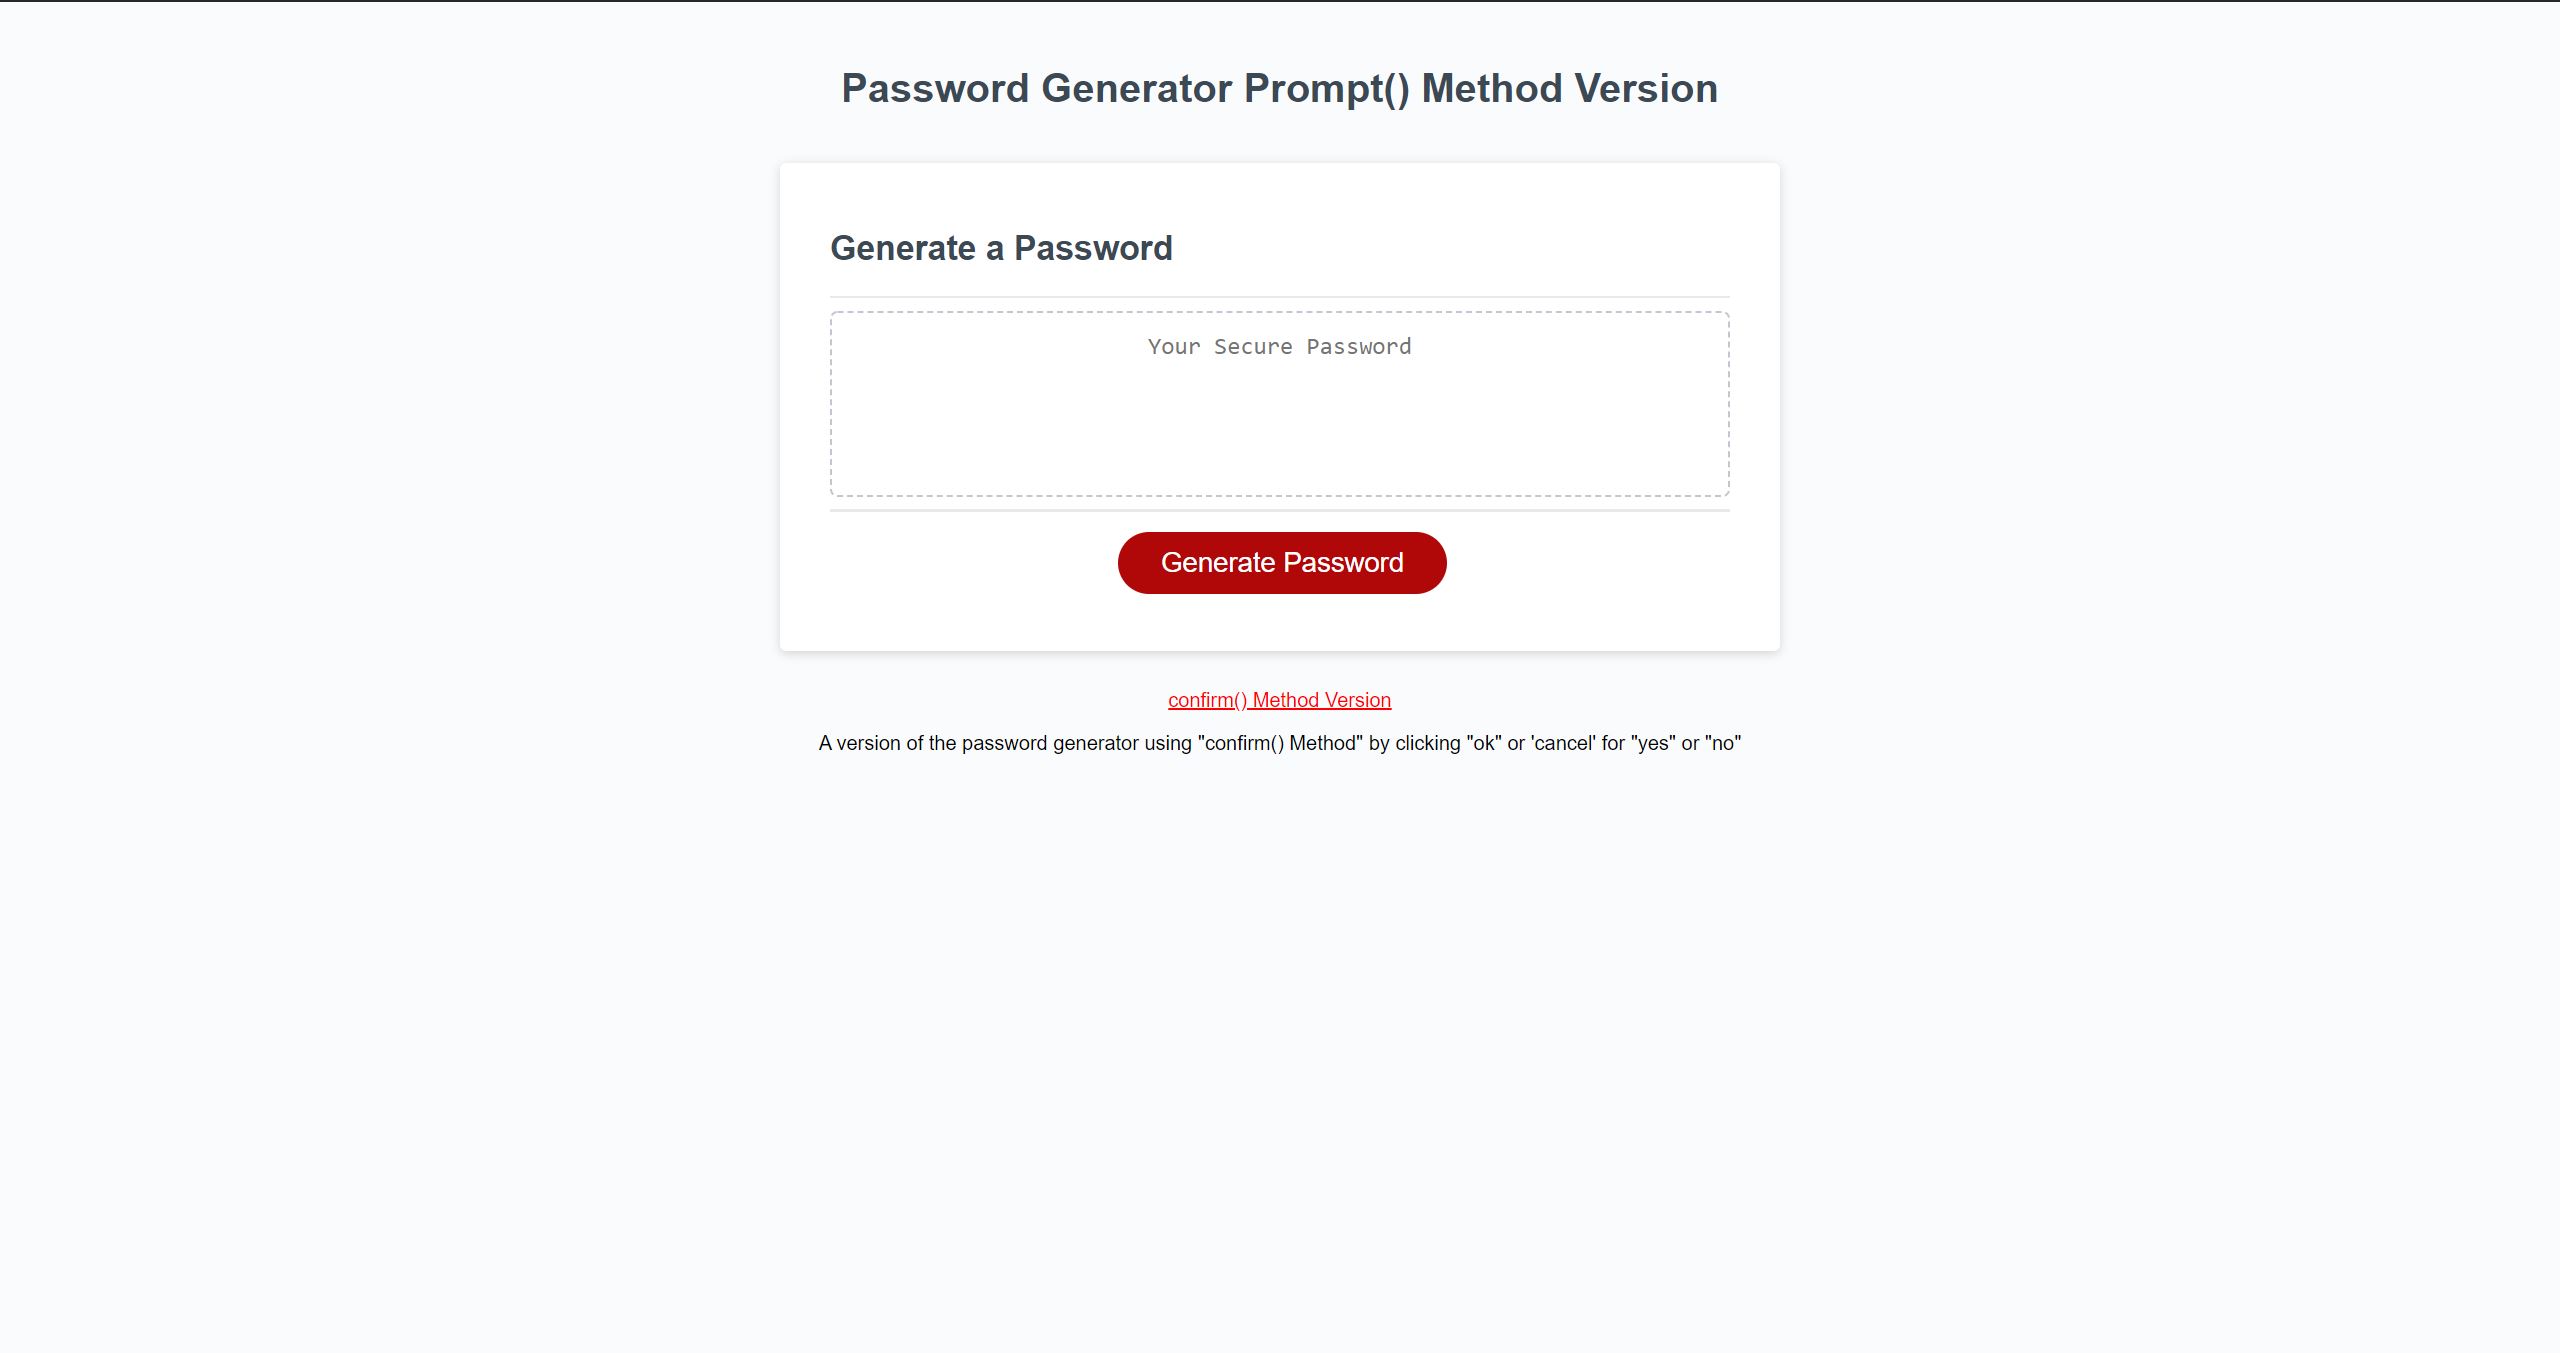 Password Generator Prompt() Method Version
Generate a Password
Your Secure Password
Generate Password
confirm() Method Version
A version of the password generator using "confirm() Method" by clicking "ok" or 'cancel' for "yes" or "no"